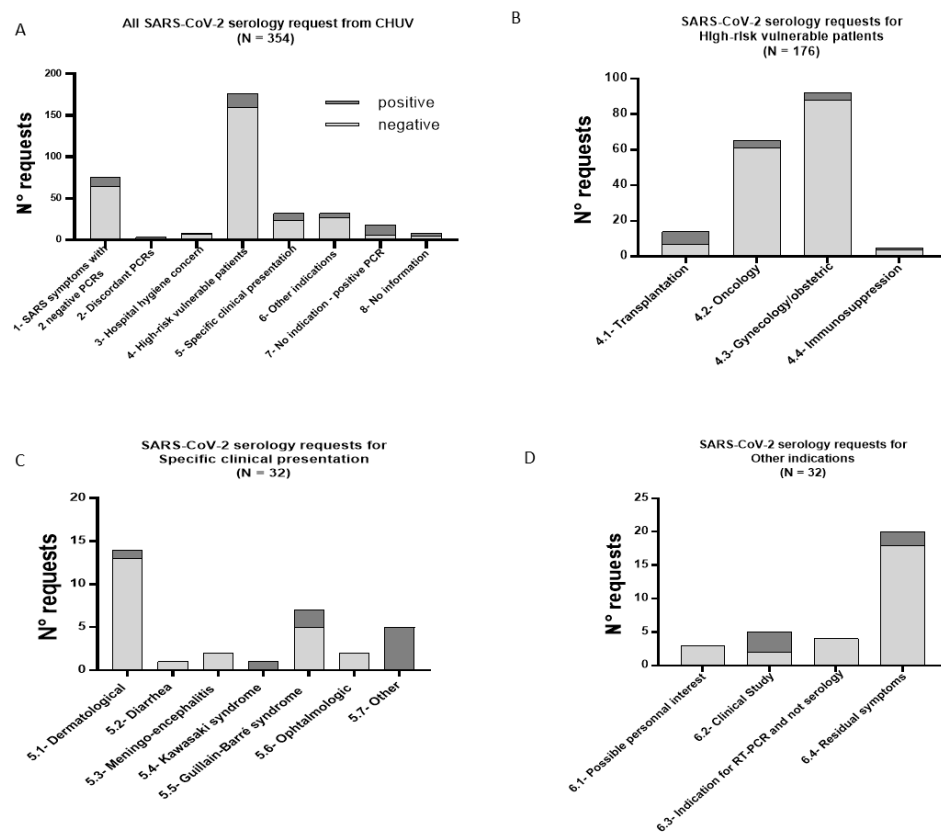 A
All SARS-CoV-2 serology request from CHUV
(N = 354)
N° requests
200
150
100
50
0
positive
negative
1- SARS symptoms with
2 negative PCRs
2- Discordant PCRs
3- Hospital hygiene concern
4- High-risk vulnerable patients
5- Specific clinical presentation
6- Other indications
7- No indication - positive PCR
8- No information
B
SARS-CoV-2 serology requests for
High-risk vulnerable patients
(N = 176)
N° requests
100
80
60
40
20
0
4.1- Transplantation
4.2- Oncology
4.3- Gynecology/obstetric
4.4- Immunosuppression
C
SARS-CoV-2 serology requests for
Specific clinical presentation
(N = 32)
N° requests
20
15
10
5
0
5.1- Dermatological
5.2- Diarrhea
5.3- Meningo-encephalitis
5.4- Kawasaki syndrome
5.5- Guillain-Barré syndrome
5.6- Ophtalmologic
5.7- Other
D
SARS-CoV-2 serology requests for
Other indications
(N = 32)
N° requests
25
20
15
10
5
0
6.1- Possible personnal interest
6.2- Clinical Study
6.3- Indication for RT-PCR and not serology
6.4- Residual symptoms